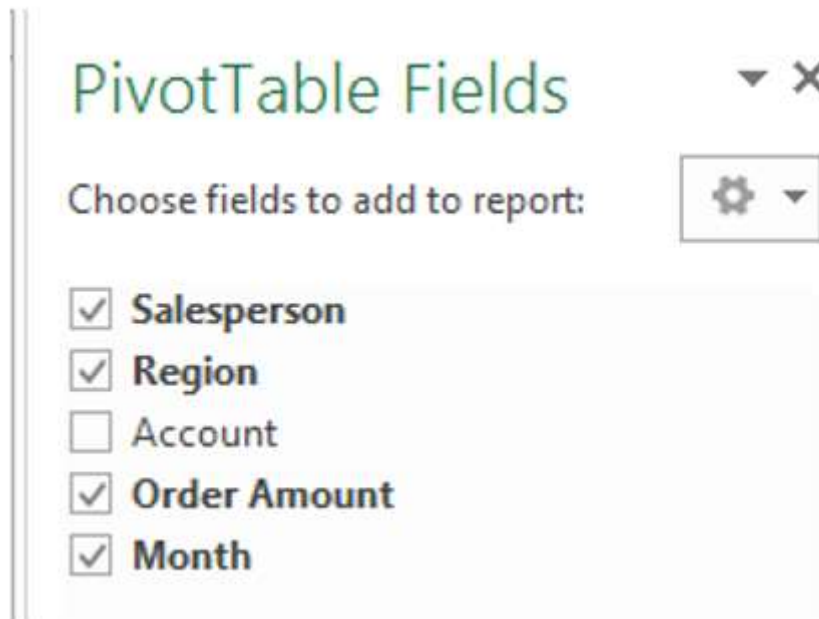 PivotTable Fields
Choose fields to add to report:
Salesperson
Region
Account
Order Amount
Month